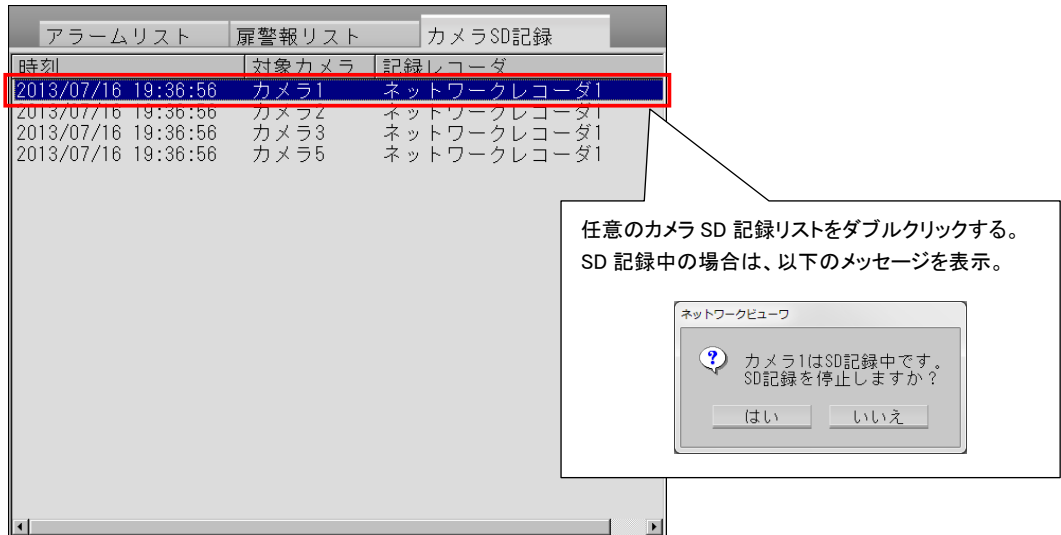 アラームリスト 扉警報リスト カメラSD記録
時刻 対象カメラ 記録レコーダ
2013/07/16 19:36:56 カメラ1 ネットワークレコーダ1
2013/07/16 19:36:56 カメラ2 ネットワークレコーダ1
2013/07/16 19:36:56 カメラ3 ネットワークレコーダ1
2013/07/16 19:36:56 カメラ5 ネットワークレコーダ1
任意のカメラ SD 記録リストをダブルクリックする。
SD 記録中の場合は、以下のメッセージを表示。
ネットワークビューワ
カメラ1はSD記録中です。
SD記録を停止しますか？
はい いいえ